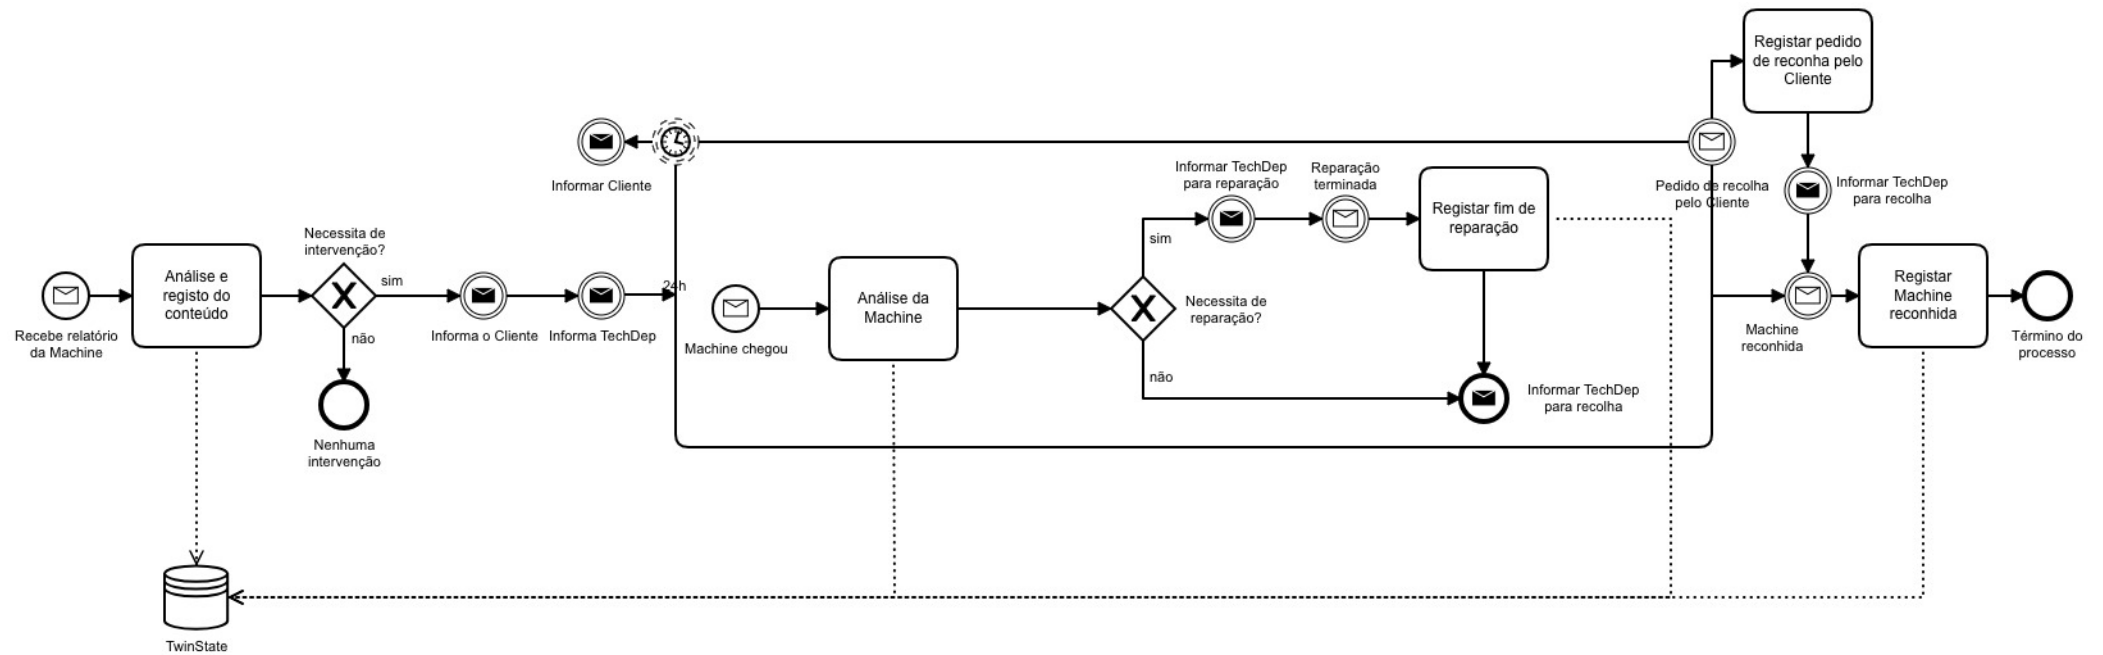 Registar pedido
de reconha pelo
Cliente
Informar Cliente
Informar TechDep
para reparação
Reparação
terminada
Registar fim de
reparação
Pedido de recolha
pelo Cliente
Informar TechDep
para recolha
Recebe relatório
da Machine
Análise e
registo do
conteúdo
Necessita de
intervenção?
sim
não
Nenhuma
intervenção
Informa o Cliente
Informa TechDep
24h
Machine chegou
Análise da
Machine
Necessita de
reparação?
sim
não
Informar TechDep
para recolha
Machine
reconhida
Registar
Machine
reconhida
Término do
processo
TwinState